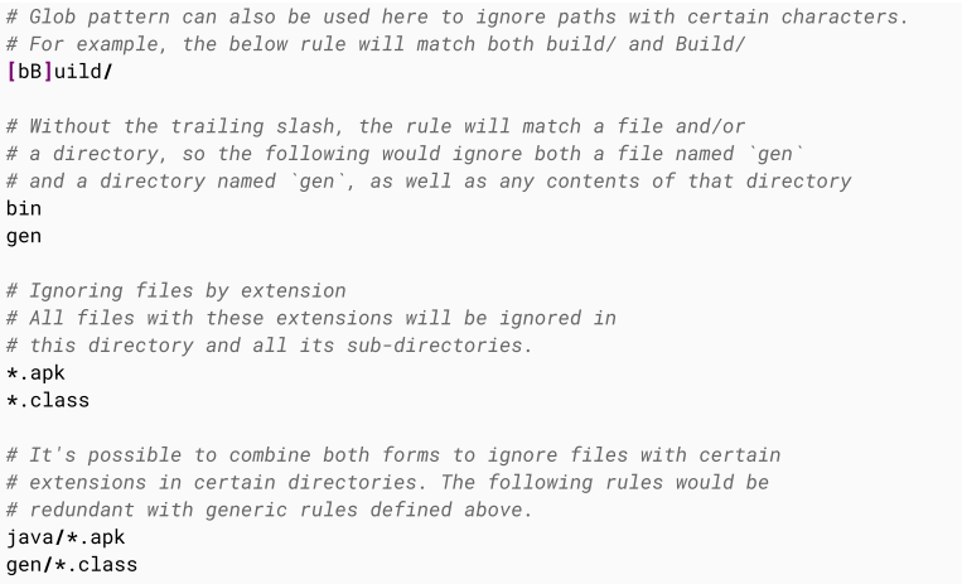 # Glob pattern can also be used here to ignore paths with certain characters.
# For example, the below rule will match both build/ and Build/
[bB]uild/
# Without the trailing slash, the rule will match a file and/or
# a directory, so the following would ignore both a file named `gen`
# and a directory named `gen`, as well as any contents of that directory
bin
gen
# Ignoring files by extension
# All files with these extensions will be ignored in
# this directory and all its sub-directories.
*.apk
*.class
# It's possible to combine both forms to ignore files with certain
# extensions in certain directories. The following rules would be
# redundant with generic rules defined above.
java/*.apk
gen/*.class